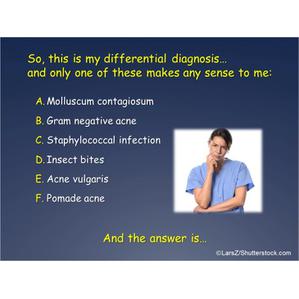 So, this is my differential diagnosis…
and only one of these makes any sense to me:
A. Molluscum contagiosum
B. Gram negative acne
C. Staphylococcal infection
D. Insect bites
E. Acne vulgaris
F. Pomade acne
And the answer is…
©LarsZ/Shutterstock.com